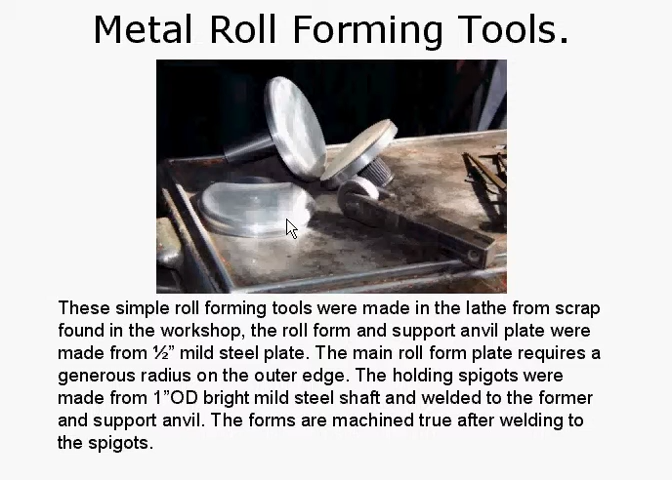 Metal Roll Forming Tools.
These simple roll forming tools were made in the lathe from scrap
found in the workshop, the roll form and support anvil plate were
made from ½” mild steel plate. The main roll form plate requires a
generous radius on the outer edge. The holding spigots were
made from 1”OD bright mild steel shaft and welded to the former
and support anvil. The forms are machined true after welding to
the spigots.